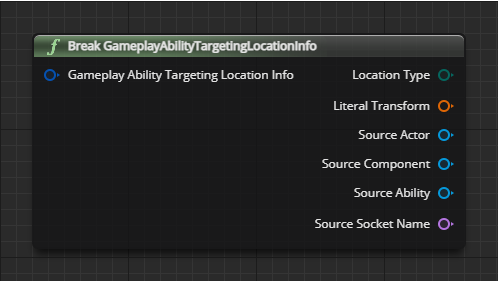 f Break GameplayAbilityTargetingLocationInfo
Gameplay Ability Targeting Location Info
Location Type
Literal Transform
Source Actor
Source Component
Source Ability
Source Socket Name